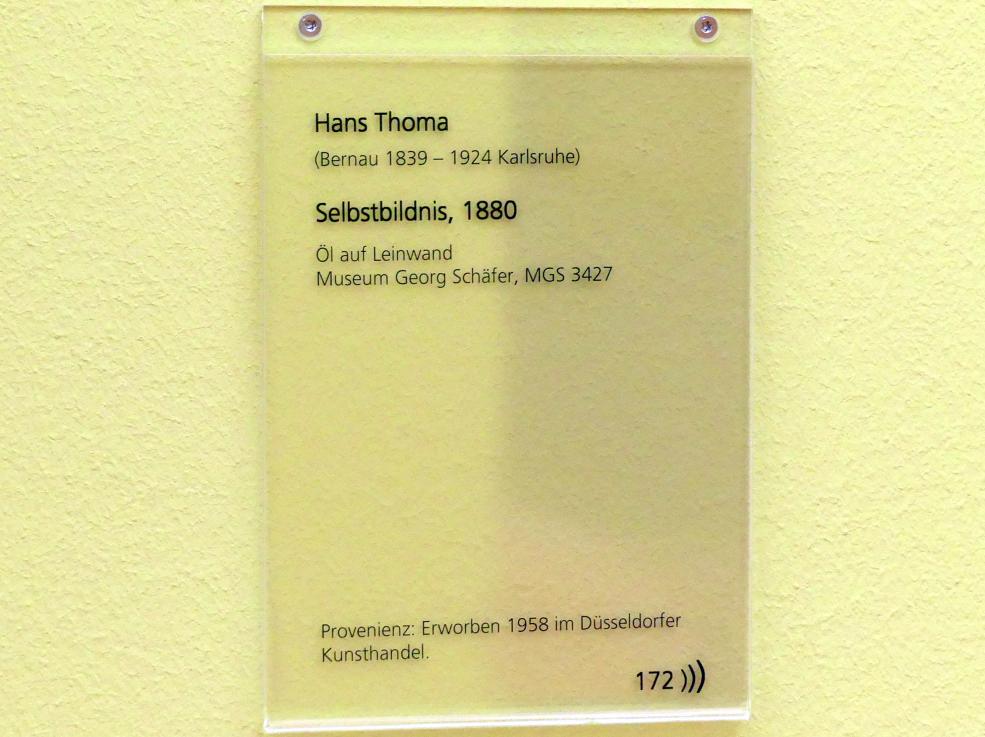 Hans Thoma
(Bernau 1839 – 1924 Karlsruhe)
Selbstbildnis, 1880
Öl auf Leinwand
Museum Georg Schäfer, MGS 3427
Provenienz: Erworben 1958 im Düsseldorfer
Kunsthandel.
172